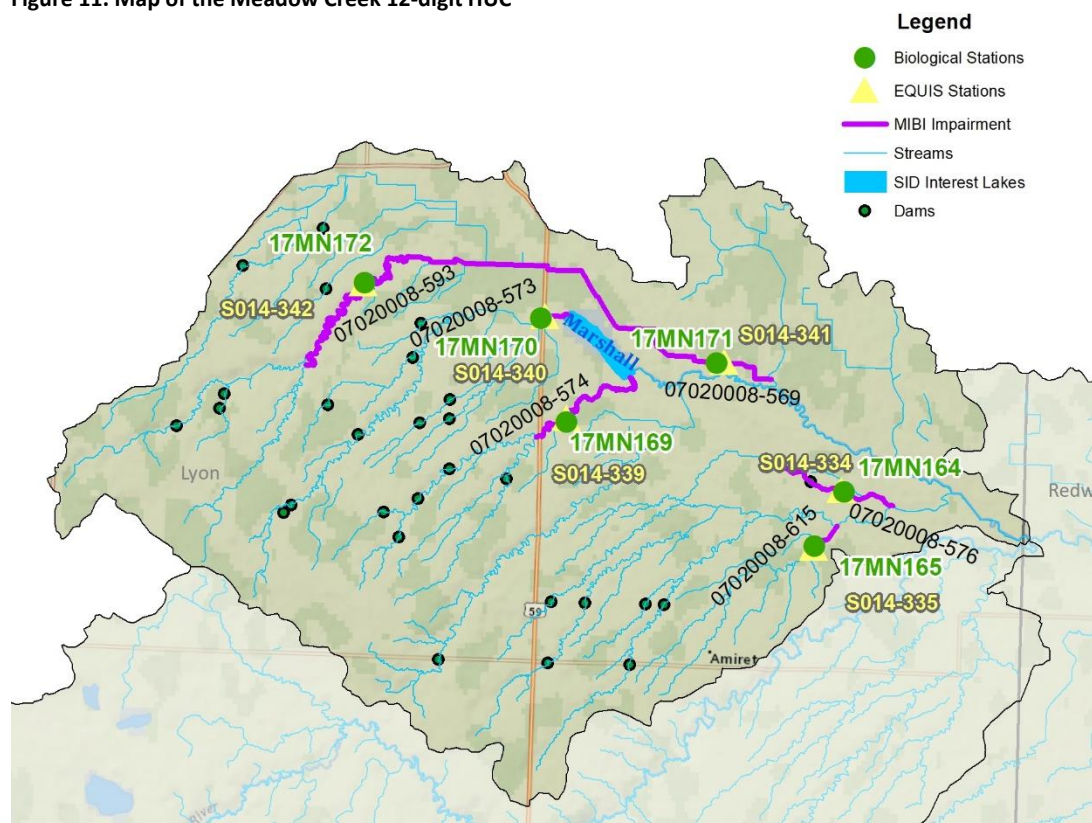 Figure 11. Map of the Meadow Creek 12-digit HUC
Legend
Biological Stations
EQUIS Stations
MIBI Impairment
Streams
SID Interest Lakes
Dams
17MN172
S014-342
07020008-593
07020008-573
17MN170
S014-340
Marshall
17MN171
S014-341
07020008-569
07020008-574
17MN169
S014-339
Lyon
S014-334
17MN164
Redw
07020008-576
07020008-615
17MN165
S014-335
59
Amiret
River